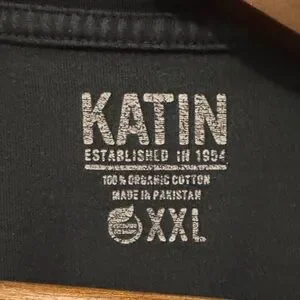 KATIN
ESTABLISHED IN 1954
100% ORGANIC COTTON
MADE IN PAKISTAN
XXL